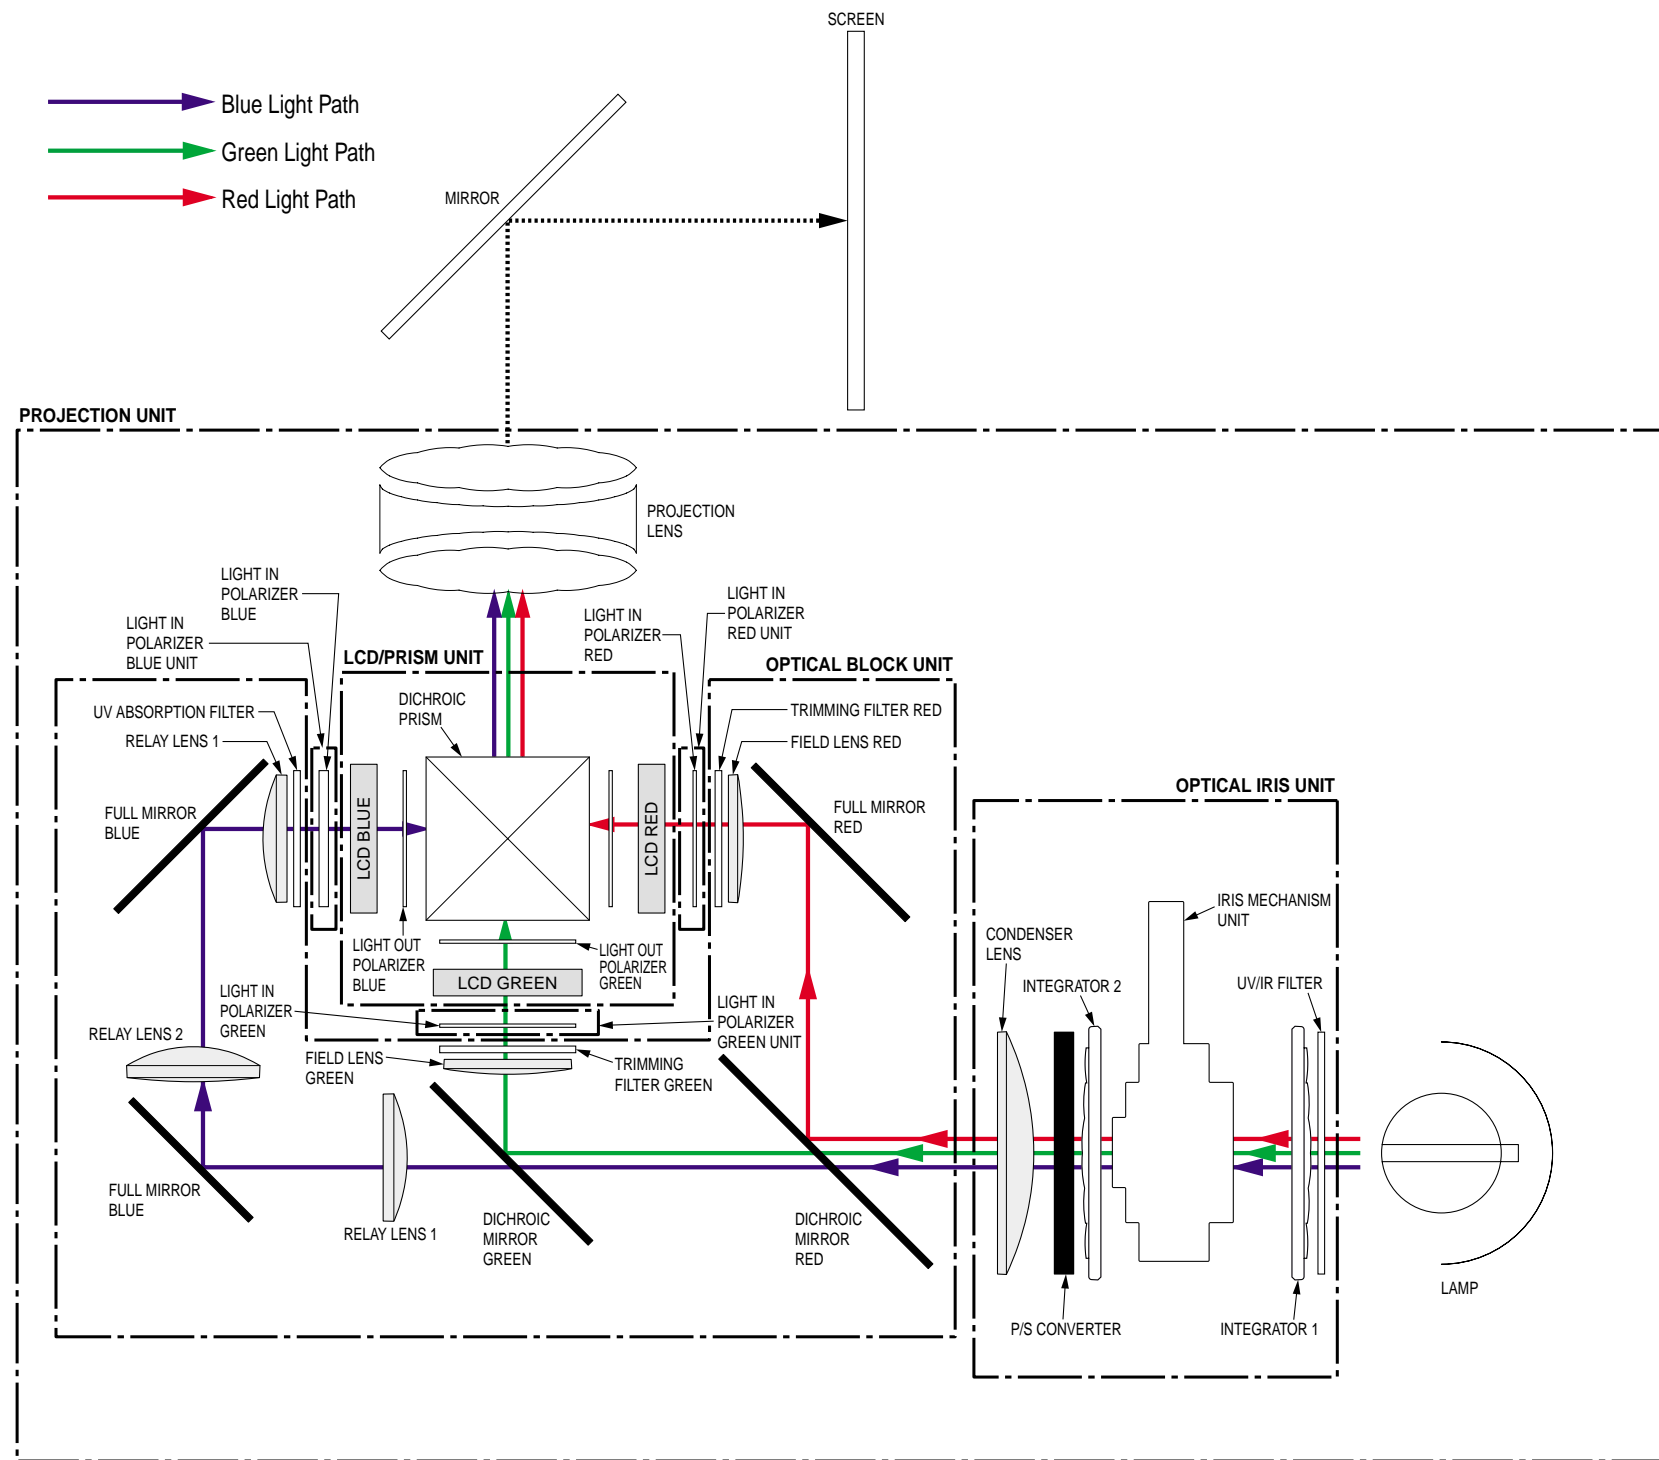 SCREEN
Blue Light Path
Green Light Path
Red Light Path
MIRROR
PROJECTION UNIT
PROJECTION
LENS
LIGHT IN
POLARIZER
BLUE
LIGHT IN
POLARIZER
BLUE UNIT
LIGHT IN
POLARIZER
RED
LIGHT IN
POLARIZER
RED UNIT
LCD/PRISM UNIT
OPTICAL BLOCK UNIT
DICHROIC
PRISM
UV ABSORPTION FILTER
RELAY LENS 1
TRIMMING FILTER RED
FIELD LENS RED
FULL MIRROR
BLUE
LCD BLUE
LCD RED
FULL MIRROR
RED
OPTICAL IRIS UNIT
IRIS MECHANISM
UNIT
CONDENSER
LENS
INTEGRATOR 2
UV/IR FILTER
LIGHT OUT
POLARIZER
BLUE
LIGHT OUT
POLARIZER
GREEN
LCD GREEN
LIGHT IN
POLARIZER
GREEN
LIGHT IN
POLARIZER
GREEN UNIT
RELAY LENS 2
FIELD LENS
GREEN
TRIMMING
FILTER GREEN
FULL MIRROR
BLUE
RELAY LENS 1
DICHROIC
MIRROR
GREEN
DICHROIC
MIRROR
RED
P/S CONVERTER
INTEGRATOR 1
LAMP